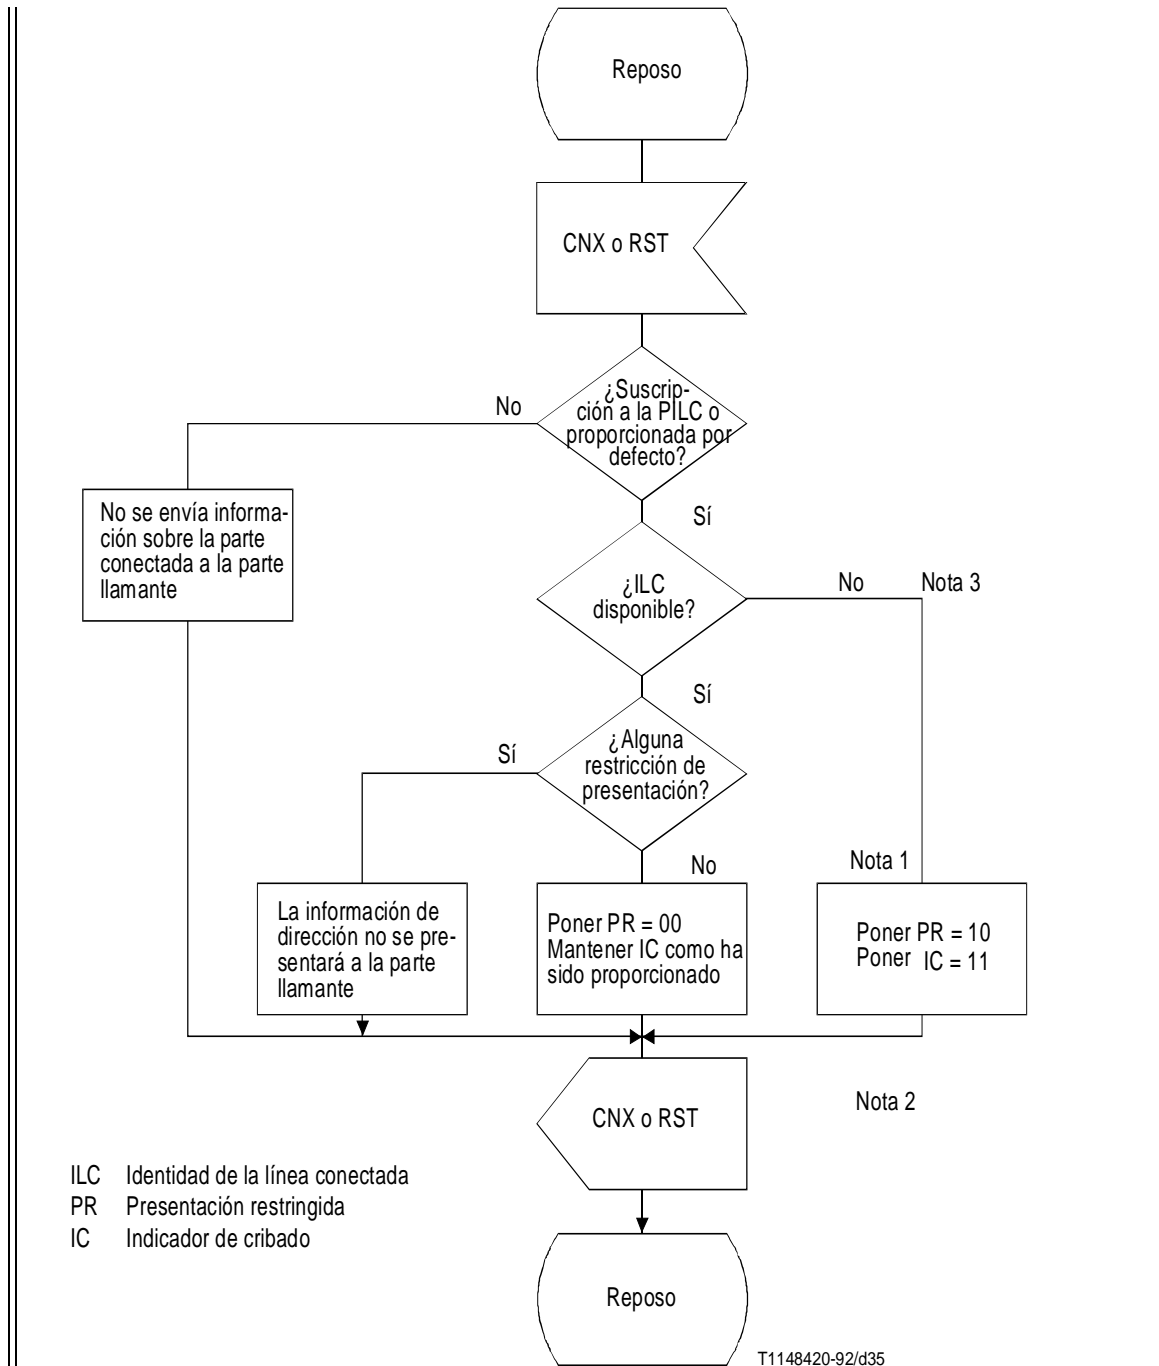 Reposo
CNX o RST
¿Suscrip-
ción a la PILC o
proporcionada por
defecto?
No
Sí
No se envía informa-
ción sobre la parte
conectada a la parte
llamante
¿ILC
disponible?
No
Nota 3
Sí
¿Alguna
restricción de
presentación?
Sí
No
Nota 1
La información de
dirección no se pre-
sentará a la parte
llamante
Poner PR = 00
Mantener IC como ha
sido proporcionado
Poner PR = 10
Poner IC = 11
CNX o RST
Nota 2
ILC Identidad de la línea conectada
PR Presentación restringida
IC Indicador de cribado
Reposo
T1148420-92/d35